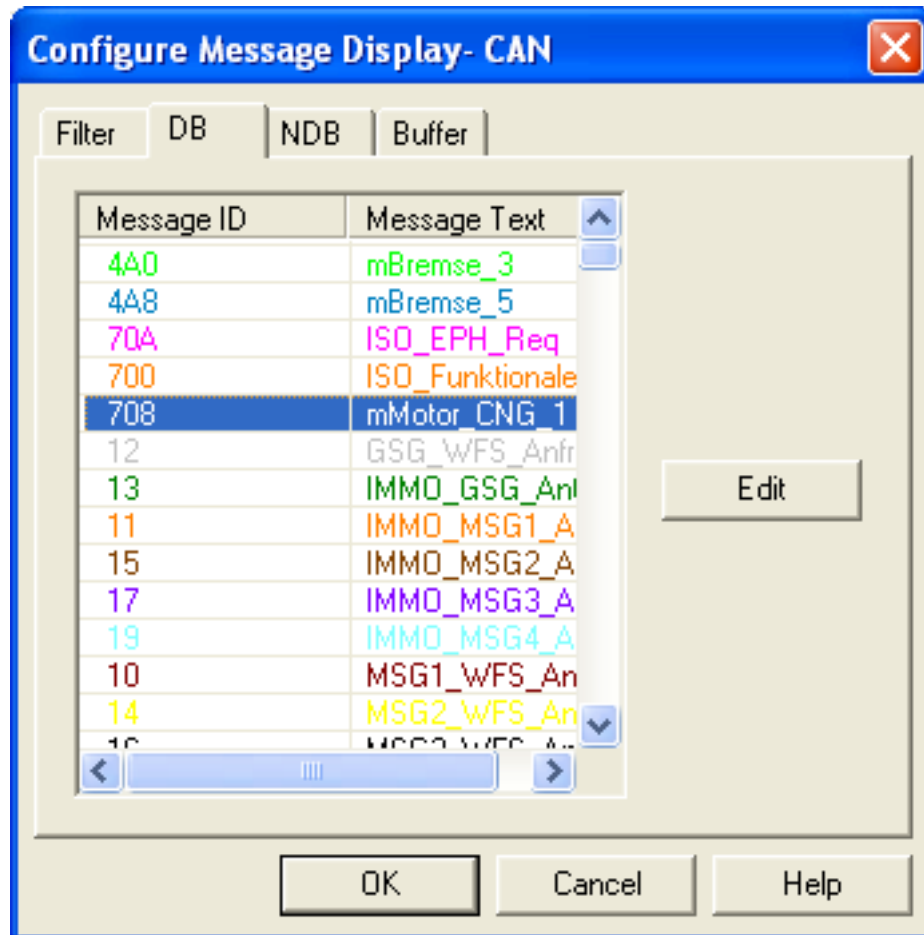 Configure Message Display- CAN
Filter DB NDB Buffer
Message ID Message Text
4A0 mBremse_3
4A8 mBremse_5
70A ISO_EPH_Req
700 ISO_Funktionale
708 mMotor_CNG_1
12 GSG_WFS_Anfr
13 IMMO_GSG_Ant
11 IMMO_MSG1_A
15 IMMO_MSG2_A
17 IMMO_MSG3_A
19 IMMO_MSG4_A
10 MSG1_WFS_An
14 MSG2_WFS_An
Edit
OK Cancel Help